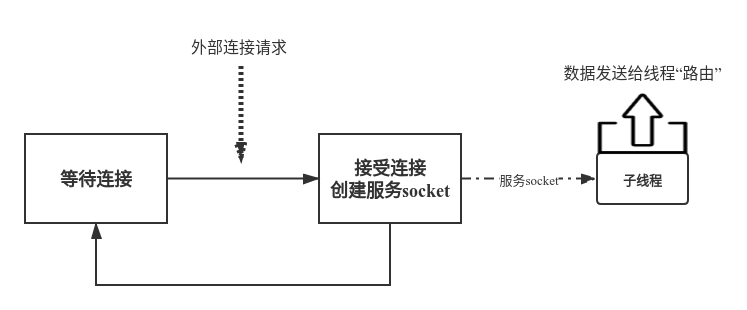 外部连接请求
数据发送给线程“路由”
等待连接
接受连接
创建服务socket
服务socket
子线程